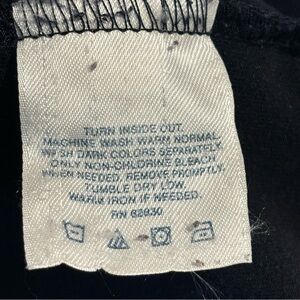 TURN INSIDE OUT.
MACHINE WASH WARM NORMAL.
WASH DARK COLORS SEPARATELY.
ONLY NON-CHLORINE BLEACH
WHEN NEEDED. REMOVE PROMPTLY.
TUMBLE DRY LOW.
WARM IRON IF NEEDED.
RN 62830